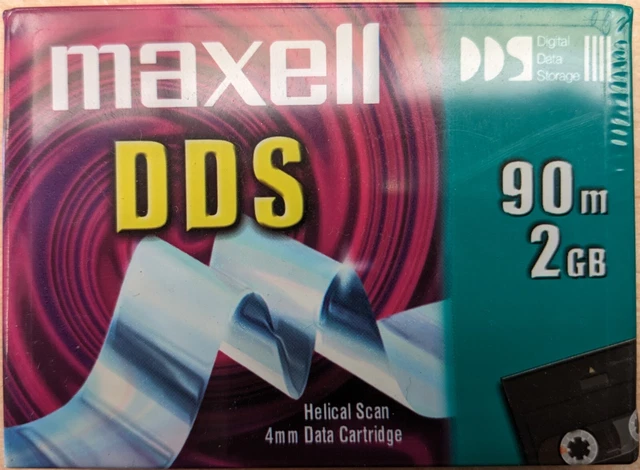 maxell
DDS
Digital
Data
Storage
DDS
90m
2GB
Helical Scan
4mm Data Cartridge